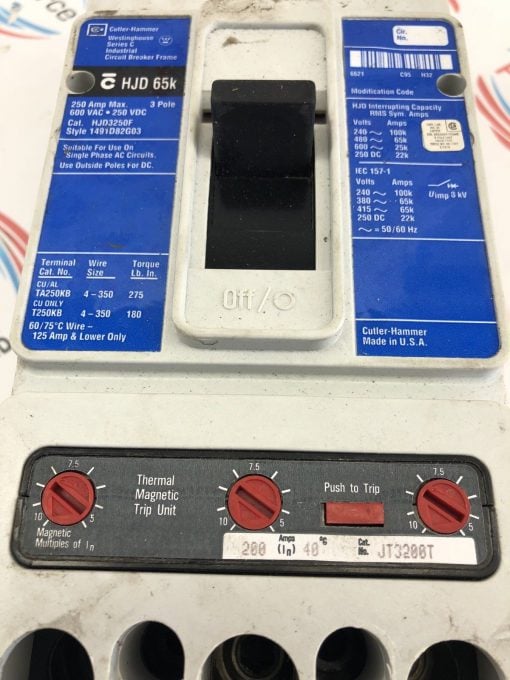 Cutler-Hammer
Westinghouse
Series C
Industrial
Circuit Breaker Frame
C HJD 65k
250 Amp Max. 3 Pole
600 VAC • 250 VDC
Cat. HJD3250F
Style 1491D82G03
Suitable For Use On
Single Phase AC Circuits.
Use Outside Poles For DC.
Terminal Wire Torque
Cat. No. Size Lb. In.
CU/AL
TA250KB 4-350 275
CU ONLY
T250KB 4-350 180
60/75°C Wire –
125 Amp & Lower Only
Off/O
Cir.
No.
6621 C95 H32
Modification Code
HJD Interrupting Capacity
RMS Sym. Amps
Volts Amps
240 ~ 100k
480 ~ 65k
600 ~ 25k
250 DC 22k
IEC 157-1
Volts Amps
240 ~ 100k
380 ~ 65k
415 ~ 65k
250 DC 22k
~ = 50/60 Hz
Uimp 8 kV
Cutler-Hammer
Made in U.S.A.
7.5
10 5
Magnetic
Multiples of In
Thermal
Magnetic
Trip Unit
7.5
10 5
Push to Trip
7.5
10 5
200 Amps (In) 40 °C Cat. No. JT3200T